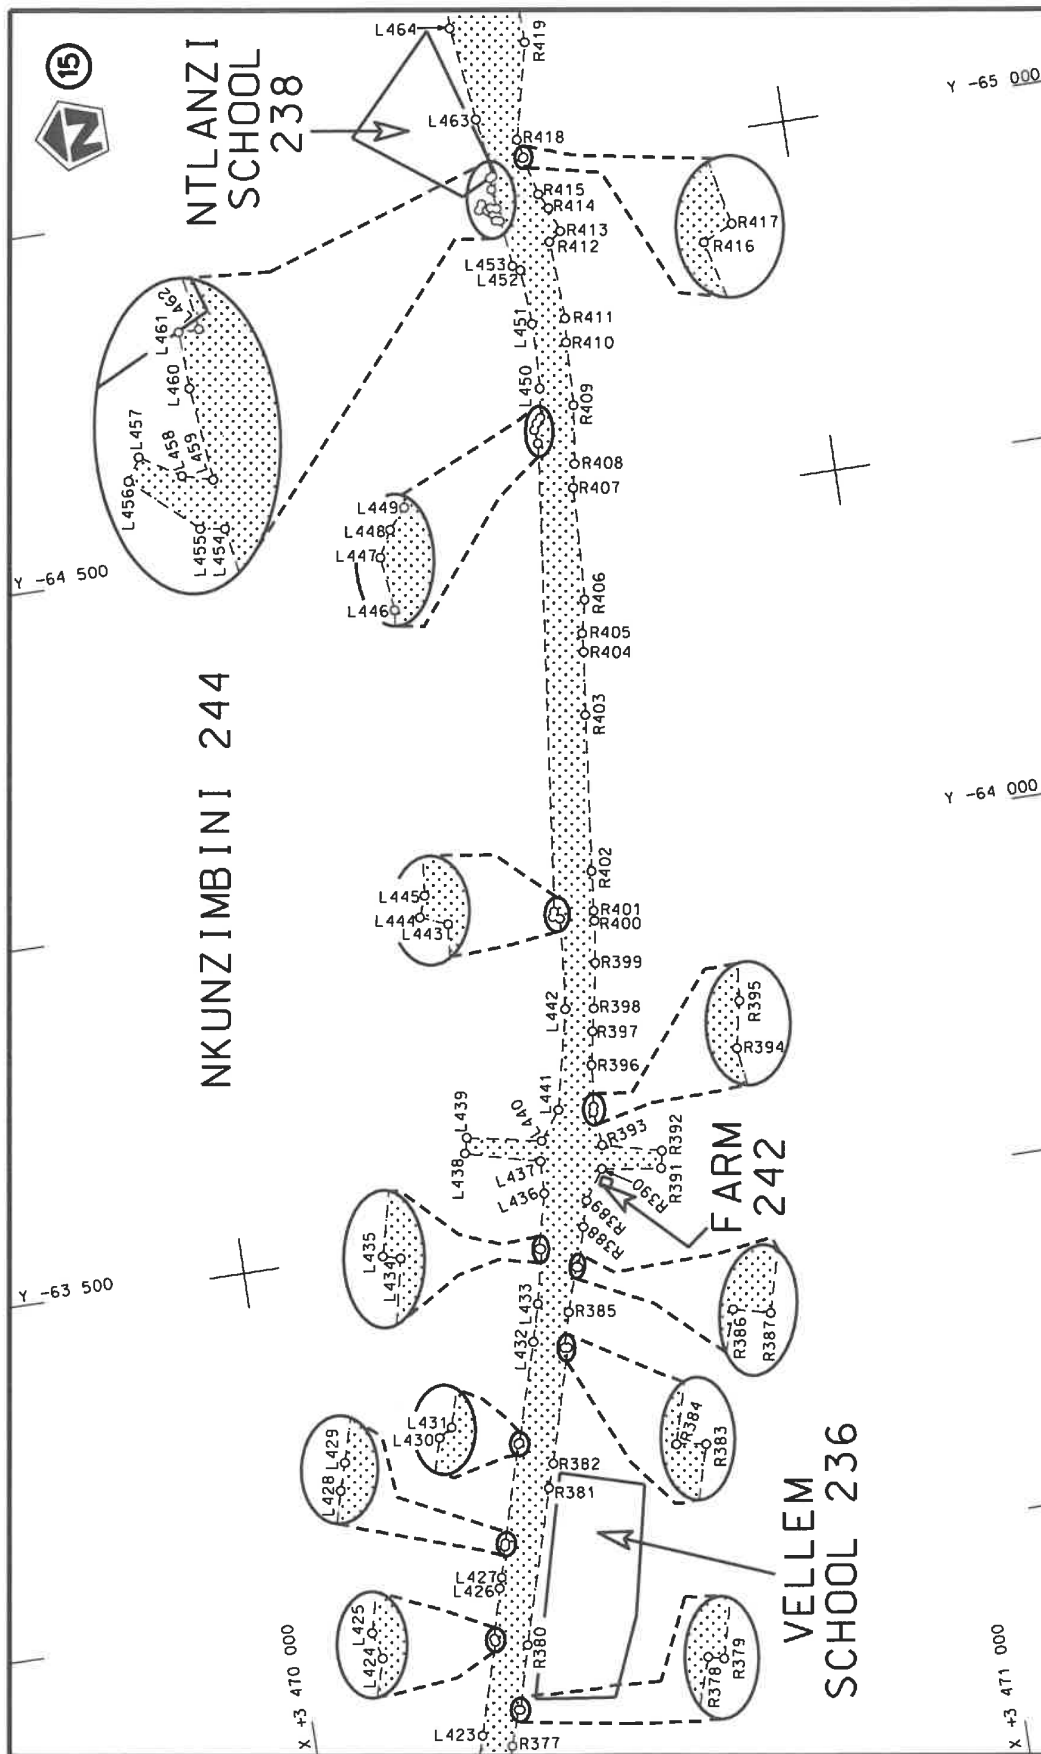 15
N
NTLANZI
SCHOOL
238
L464
R419
Y -65 000
L463
R418
R415
R414
R413
R412
L453
L452
R417
R416
L462
L461
L460
L457
L458
L459
L456
L455
L454
L451
R411
R410
L450
R409
L449
L448
L447
L446
R408
R407
Y -64 500
R406
R405
R404
R403
NKUNZIMBINI 244
Y -64 000
R402
L445
L444
L443
R401
R400
R399
L442
R398
R397
R396
R395
R394
L441
L440
L439
L438
L437
L436
R393
R392
R391
R390
R389
R388
FARM
242
L435
L434
Y -63 500
L433
L432
R385
R386
R387
L431
L430
R384
R383
L429
L428
R382
R381
VELLEM
SCHOOL 236
L427
L426
L425
L424
R380
R378
R379
L423
R377
X +3 470 000
X +3 471 000